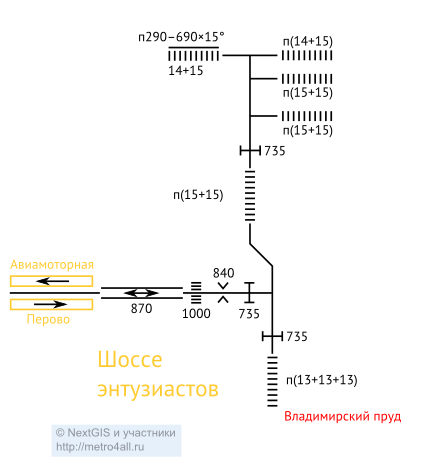 п290–690×15°
14+15
п(14+15)
п(15+15)
п(15+15)
735
п(15+15)
Авиамоторная
Перово
870
1000
840
735
735
п(13+13+13)
Шоссе
энтузиастов
Владимирский пруд
© NextGIS и участники
http://metro4all.ru